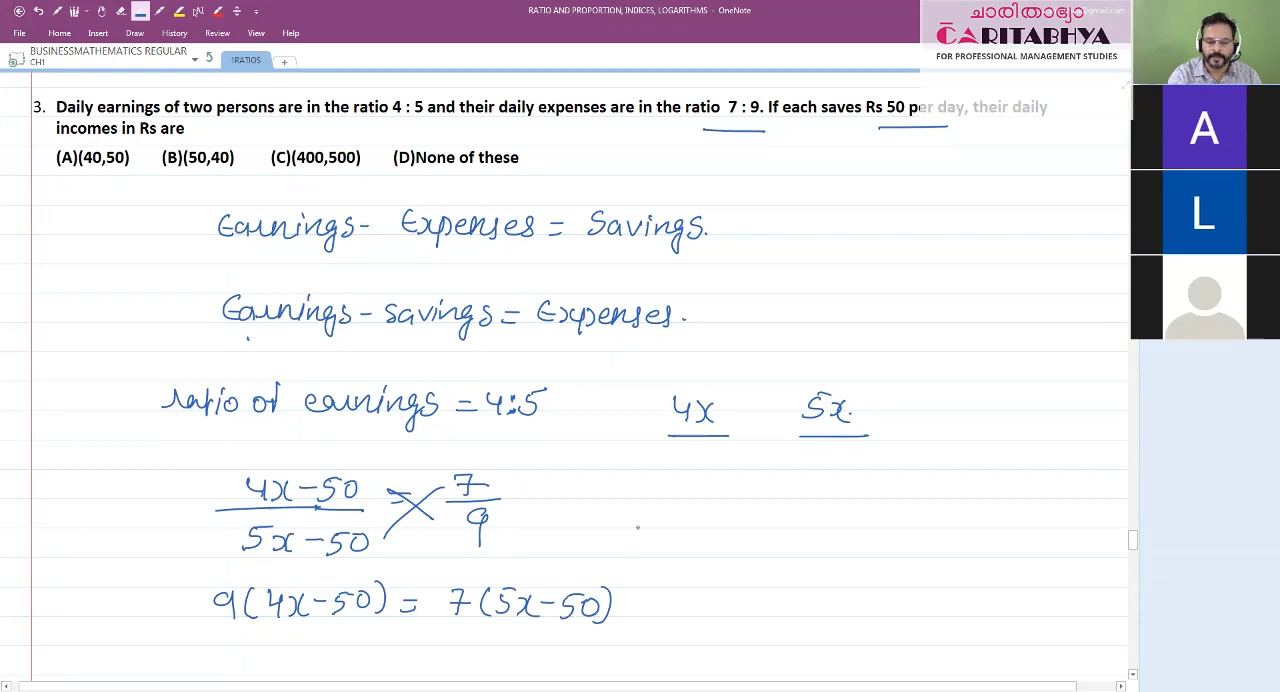 RATIO AND PROPORTION, INDICES, LOGARITHMS - OneNote
@gmail.com
File Home Insert Draw History Review View Help
ചാരിതാഭ്യാ
CARITABHYA
FOR PROFESSIONAL MANAGEMENT STUDIES
BUSINESSMATHEMATICS REGULAR
CH1
1RATIOS
3. Daily earnings of two persons are in the ratio 4 : 5 and their daily expenses are in the ratio 7 : 9. If each saves Rs 50 per day, their daily
incomes in Rs are
(A)(40,50) (B)(50,40) (C)(400,500) (D)None of these
Earnings - Expenses = Savings.
Earnings - savings = Expenses.
ratio of earnings = 4:5 4x 5x.
4x-50 = 7
5x-50 9
9(4x-50) = 7(5x-50)
A
L